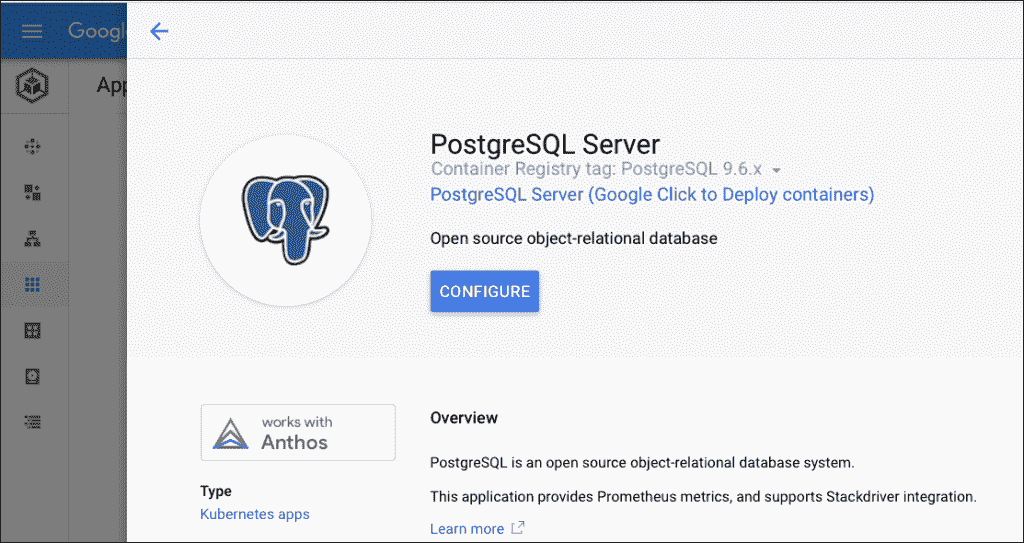 Googl
App
PostgreSQL Server
Container Registry tag: PostgreSQL 9.6.x
PostgreSQL Server (Google Click to Deploy containers)
Open source object-relational database
CONFIGURE
works with
Anthos
Type
Kubernetes apps
Overview
PostgreSQL is an open source object-relational database system.
This application provides Prometheus metrics, and supports Stackdriver integration.
Learn more